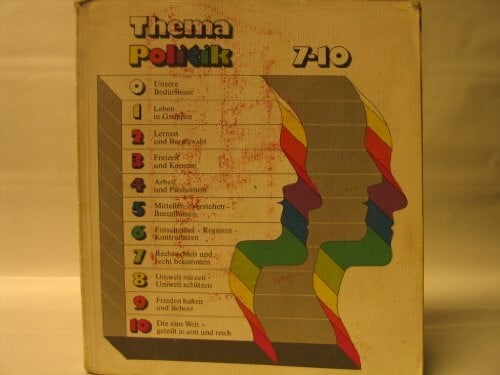 Thema
Politik 7-10
0 Unsere
Bedürfnisse
1 Leben
in Gruppen
2 Lernen
und Berufswahl
3 Freizeit
und Konsum
4 Arbeit
und Produktion
5 Mitteilen - Verstehen -
Beeinflussen
6 Entscheiden - Regieren -
Kontrollieren
7 Recht haben und
recht bekommen
8 Umwelt nutzen -
Umwelt schützen
9 Frieden halten
und sichern
10 Die eine Welt -
geteilt in arm und reich